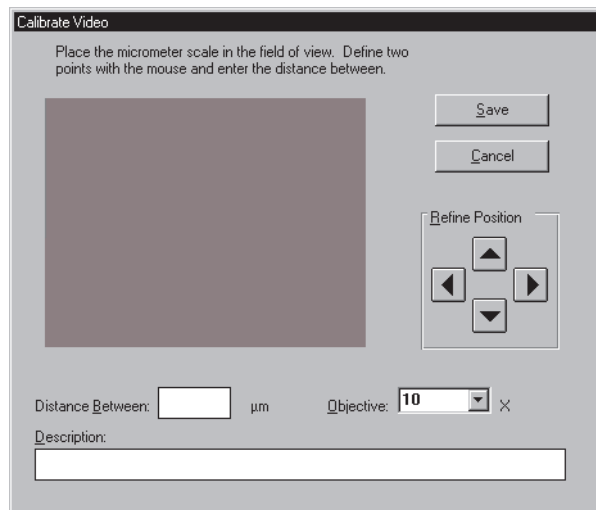 Calibrate Video
Place the micrometer scale in the field of view. Define two
points with the mouse and enter the distance between.
Save
Cancel
Refine Position
Distance Between: µm Objective: 10 X
Description: